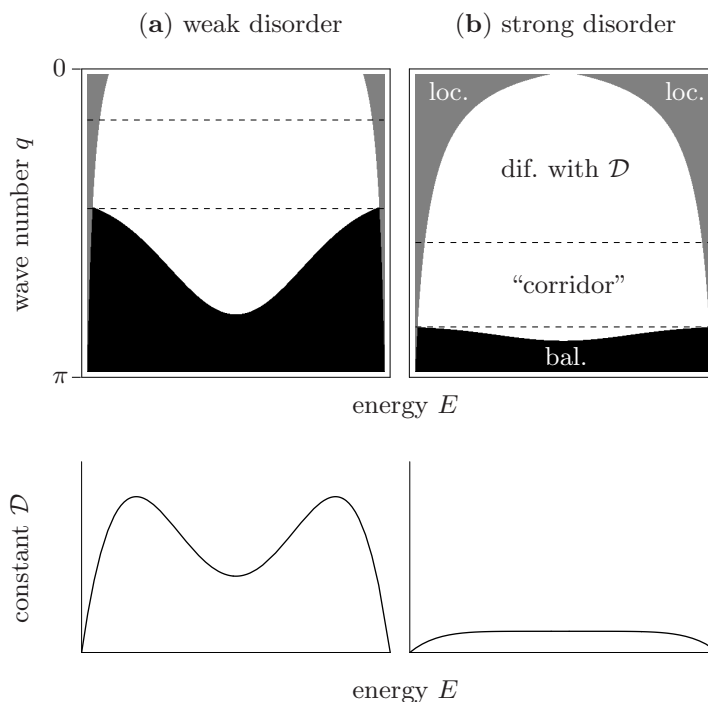 (a) weak disorder
(b) strong disorder
0
loc.
loc.
wave number q
dif. with 𝒟
“corridor”
bal.
π
energy E
constant 𝒟
energy E